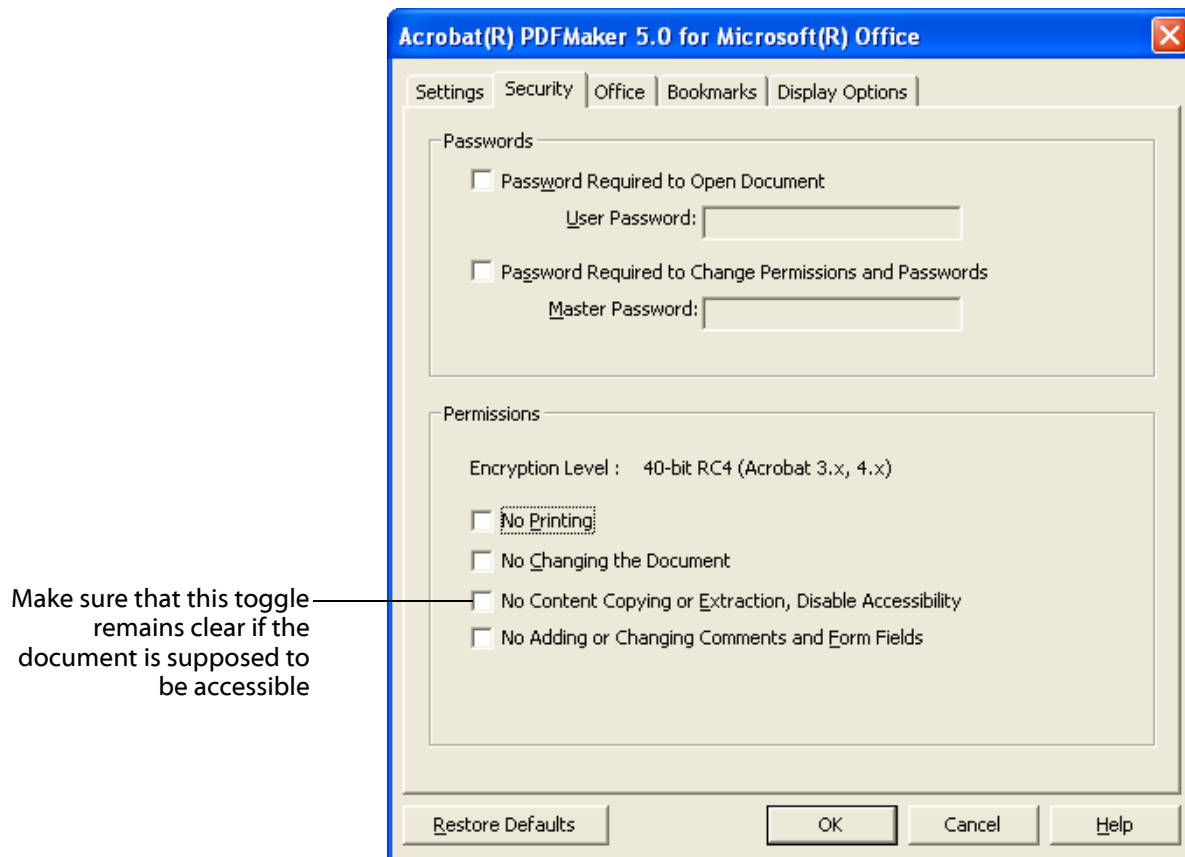 Acrobat(R) PDFMaker 5.0 for Microsoft(R) Office
Settings Security Office Bookmarks Display Options
Passwords
Password Required to Open Document
User Password:
Password Required to Change Permissions and Passwords
Master Password:
Permissions
Encryption Level : 40-bit RC4 (Acrobat 3.x, 4.x)
No Printing
No Changing the Document
No Content Copying or Extraction, Disable Accessibility
No Adding or Changing Comments and Form Fields
Make sure that this toggle
remains clear if the
document is supposed to
be accessible
Restore Defaults OK Cancel Help